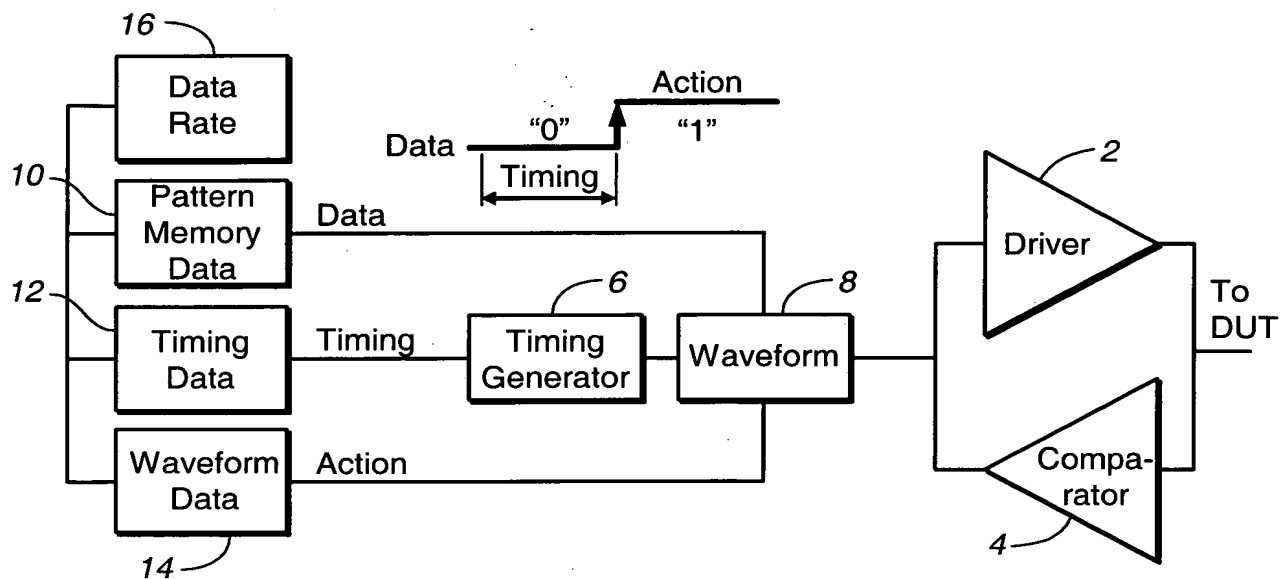 16
Data
Rate
Action
"0"
"1"
Data
Timing
10
Pattern
Memory
Data
Data
12
Timing
Data
Timing
6
Timing
Generator
8
Waveform
14
Waveform
Data
Action
2
Driver
To
DUT
Compa-
rator
4